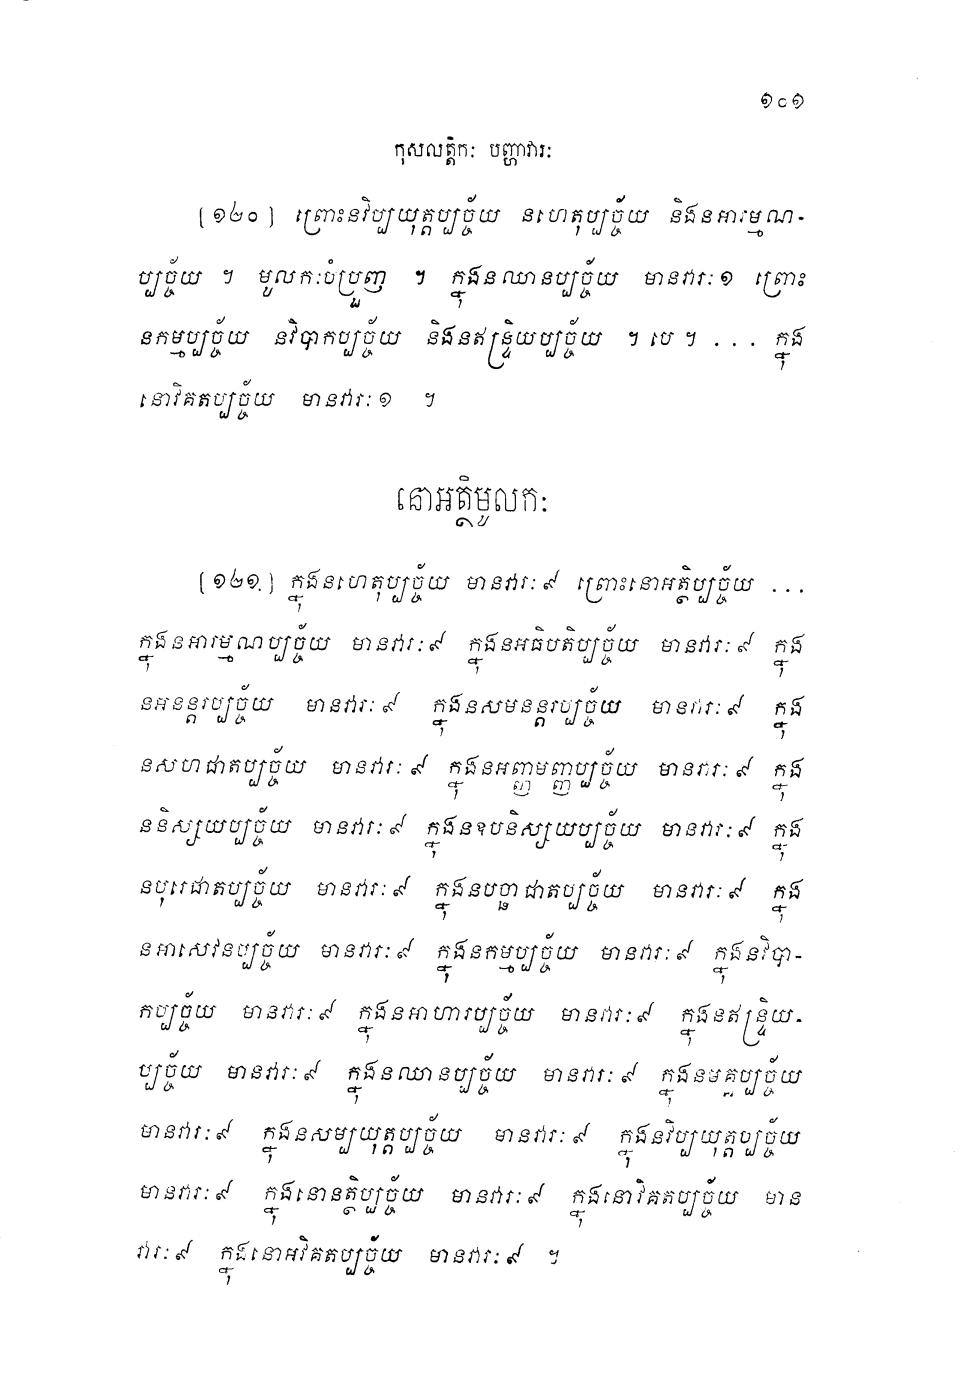 ១៨១
កុសលត្តិកៈ បញ្ហាវារៈ
[១២០] ព្រោះនវិប្បយុត្តប្បច្ច័យ នហេតុប្បច្ច័យ និងនអារម្មណ-
ប្បច្ច័យ ។ មូលកៈបំប្រួញ ។ ក្នុងនឈានប្បច្ច័យ មានវារៈ១ ព្រោះ
នកម្មប្បច្ច័យ នវិបាកប្បច្ច័យ និងនឥន្ទ្រិយប្បច្ច័យ ។ បេ ។ ... ក្នុង
នោវិគតប្បច្ច័យ មានវារៈ១ ។
នោអត្ថិមូលកៈ
[១២១] ក្នុងនហេតុប្បច្ច័យ មានវារៈ៩ ព្រោះនោអត្ថិប្បច្ច័យ ...
ក្នុងនអារម្មណប្បច្ច័យ មានវារៈ៩ ក្នុងនអធិបតិប្បច្ច័យ មានវារៈ៩ ក្នុង
នអនន្តរប្បច្ច័យ មានវារៈ៩ ក្នុងនសមនន្តរប្បច្ច័យ មានវារៈ៩ ក្នុង
នសហជាតប្បច្ច័យ មានវារៈ៩ ក្នុងនអញ្ញមញ្ញប្បច្ច័យ មានវារៈ៩ ក្នុង
ននិស្សយប្បច្ច័យ មានវារៈ៩ ក្នុងនឧបនិស្សយប្បច្ច័យ មានវារៈ៩ ក្នុង
នបុរេជាតប្បច្ច័យ មានវារៈ៩ ក្នុងនបច្ឆាជាតប្បច្ច័យ មានវារៈ៩ ក្នុង
នអាសេវនប្បច្ច័យ មានវារៈ៩ ក្នុងនកម្មប្បច្ច័យ មានវារៈ៩ ក្នុងនវិបា-
កប្បច្ច័យ មានវារៈ៩ ក្នុងនអាហារប្បច្ច័យ មានវារៈ៩ ក្នុងនឥន្ទ្រិយ-
ប្បច្ច័យ មានវារៈ៩ ក្នុងនឈានប្បច្ច័យ មានវារៈ៩ ក្នុងនមគ្គប្បច្ច័យ
មានវារៈ៩ ក្នុងនសម្បយុត្តប្បច្ច័យ មានវារៈ៩ ក្នុងនវិប្បយុត្តប្បច្ច័យ
មានវារៈ៩ ក្នុងនោនត្ថិប្បច្ច័យ មានវារៈ៩ ក្នុងនោវិគតប្បច្ច័យ មាន
វារៈ៩ ក្នុងនោអវិគតប្បច្ច័យ មានវារៈ៩ ។